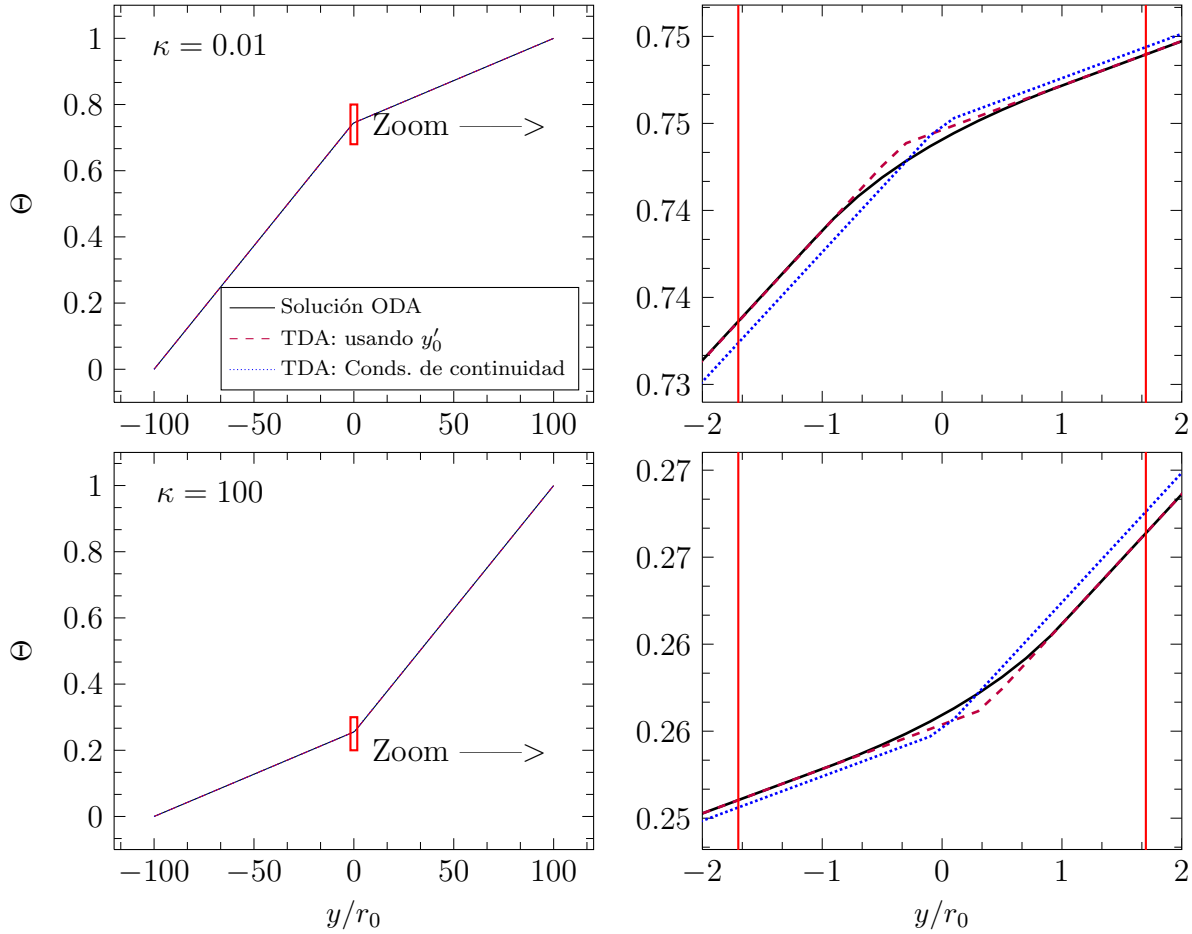 κ = 0.01
Θ
1
0.8
0.6
0.4
0.2
0
Zoom
Solución ODA
TDA: usando y′0
TDA: Conds. de continuidad
−100 −50 0 50 100
0.75
0.75
0.74
0.74
0.73
−2 −1 0 1 2
κ = 100
Θ
1
0.8
0.6
0.4
0.2
0
Zoom
−100 −50 0 50 100
y/r0
0.27
0.27
0.26
0.26
0.25
−2 −1 0 1 2
y/r0